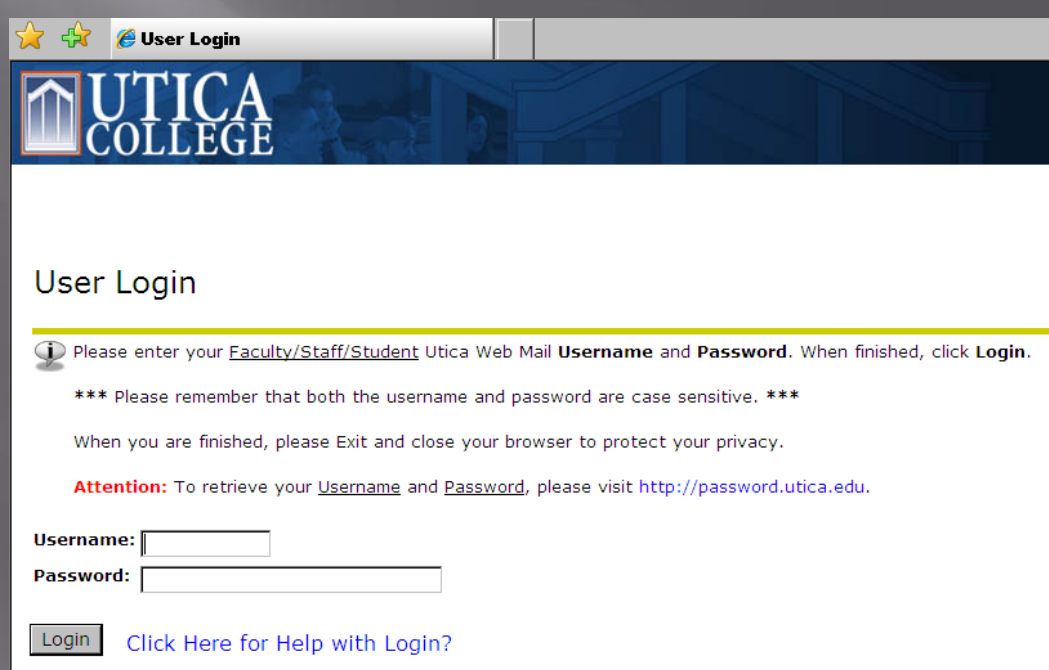 User Login
UTICA
COLLEGE
User Login
Please enter your Faculty/Staff/Student Utica Web Mail Username and Password. When finished, click Login.
*** Please remember that both the username and password are case sensitive. ***
When you are finished, please Exit and close your browser to protect your privacy.
Attention: To retrieve your Username and Password, please visit http://password.utica.edu.
Username:
Password:
Login Click Here for Help with Login?